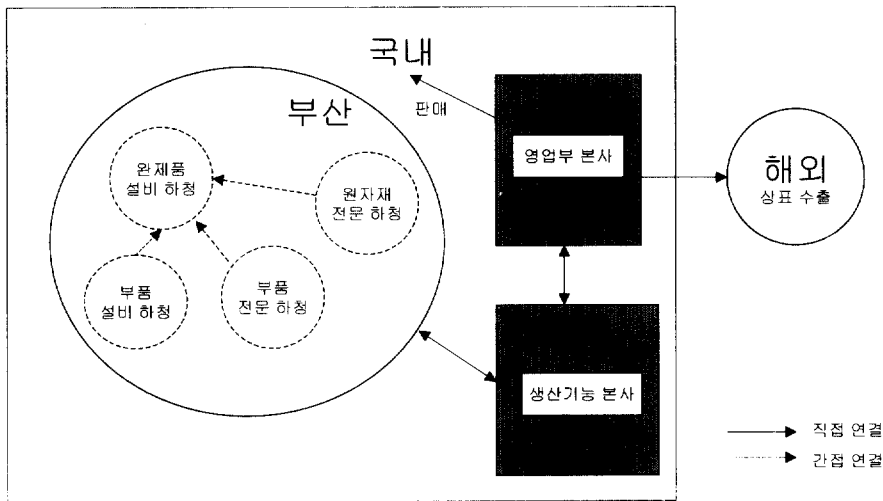 국내
부산
판매
완제품
설비 하청
원자재
전문 하청
부품
설비 하청
부품
전문 하청
영업부 본사
해외
상표 수출
생산기능 본사
직접 연결
간접 연결